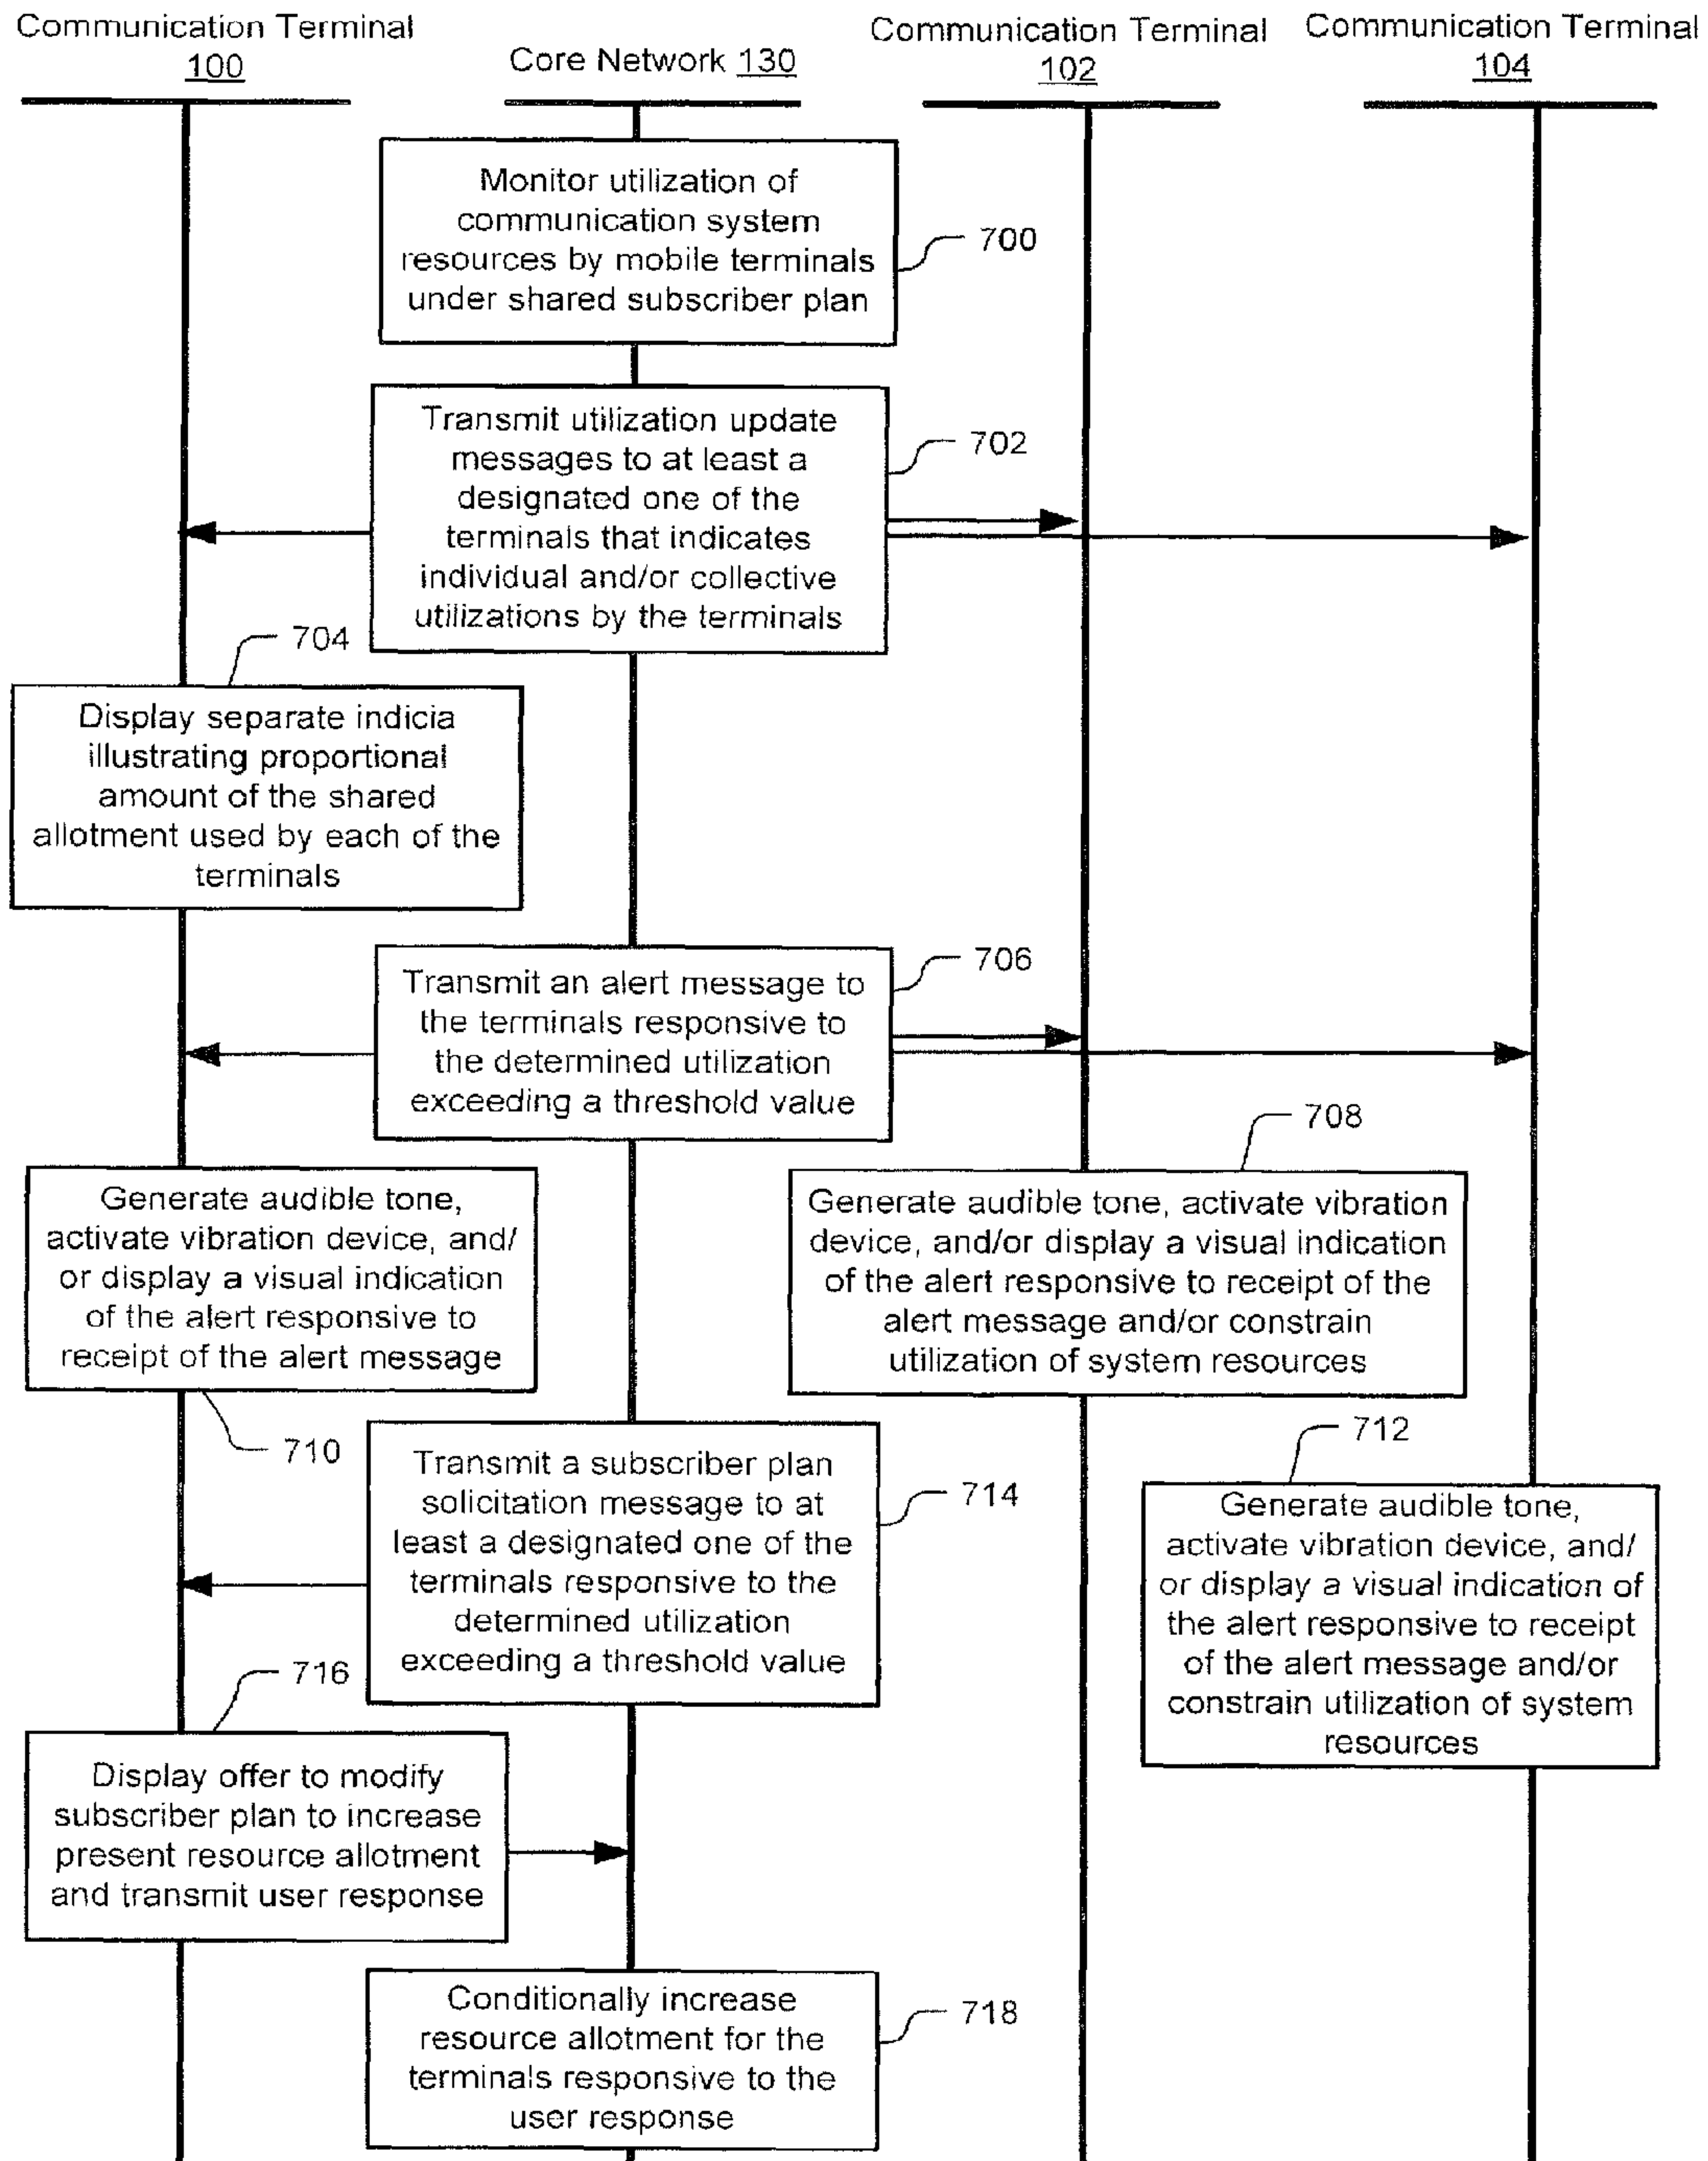 Communication Terminal
100
Core Network 130
Communication Terminal
102
Communication Terminal
104
Monitor utilization of
communication system
resources by mobile terminals
under shared subscriber plan
700
Transmit utilization update
messages to at least a
designated one of the
terminals that indicates
individual and/or collective
utilizations by the terminals
702
704
Display separate indicia
illustrating proportional
amount of the shared
allotment used by each of the
terminals
Transmit an alert message to
the terminals responsive to
the determined utilization
exceeding a threshold value
706
708
Generate audible tone,
activate vibration device, and/
or display a visual indication
of the alert responsive to
receipt of the alert message
710
Generate audible tone, activate vibration
device, and/or display a visual indication
of the alert responsive to receipt of the
alert message and/or constrain
utilization of system resources
712
Transmit a subscriber plan
solicitation message to at
least a designated one of the
terminals responsive to the
determined utilization
exceeding a threshold value
714
Generate audible tone,
activate vibration device, and/
or display a visual indication of
the alert responsive to receipt
of the alert message and/or
constrain utilization of system
resources
716
Display offer to modify
subscriber plan to increase
present resource allotment
and transmit user response
Conditionally increase
resource allotment for the
terminals responsive to the
user response
718